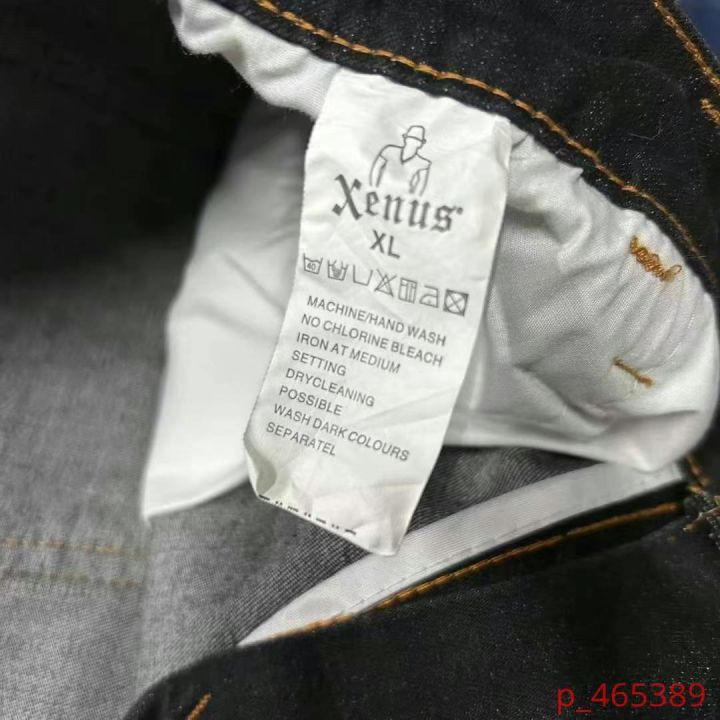 Xenus
XL
40
MACHINE/HAND WASH
NO CHLORINE BLEACH
IRON AT MEDIUM
SETTING
DRYCLEANING
POSSIBLE
WASH DARK COLOURS
SEPARATEL
p_465389